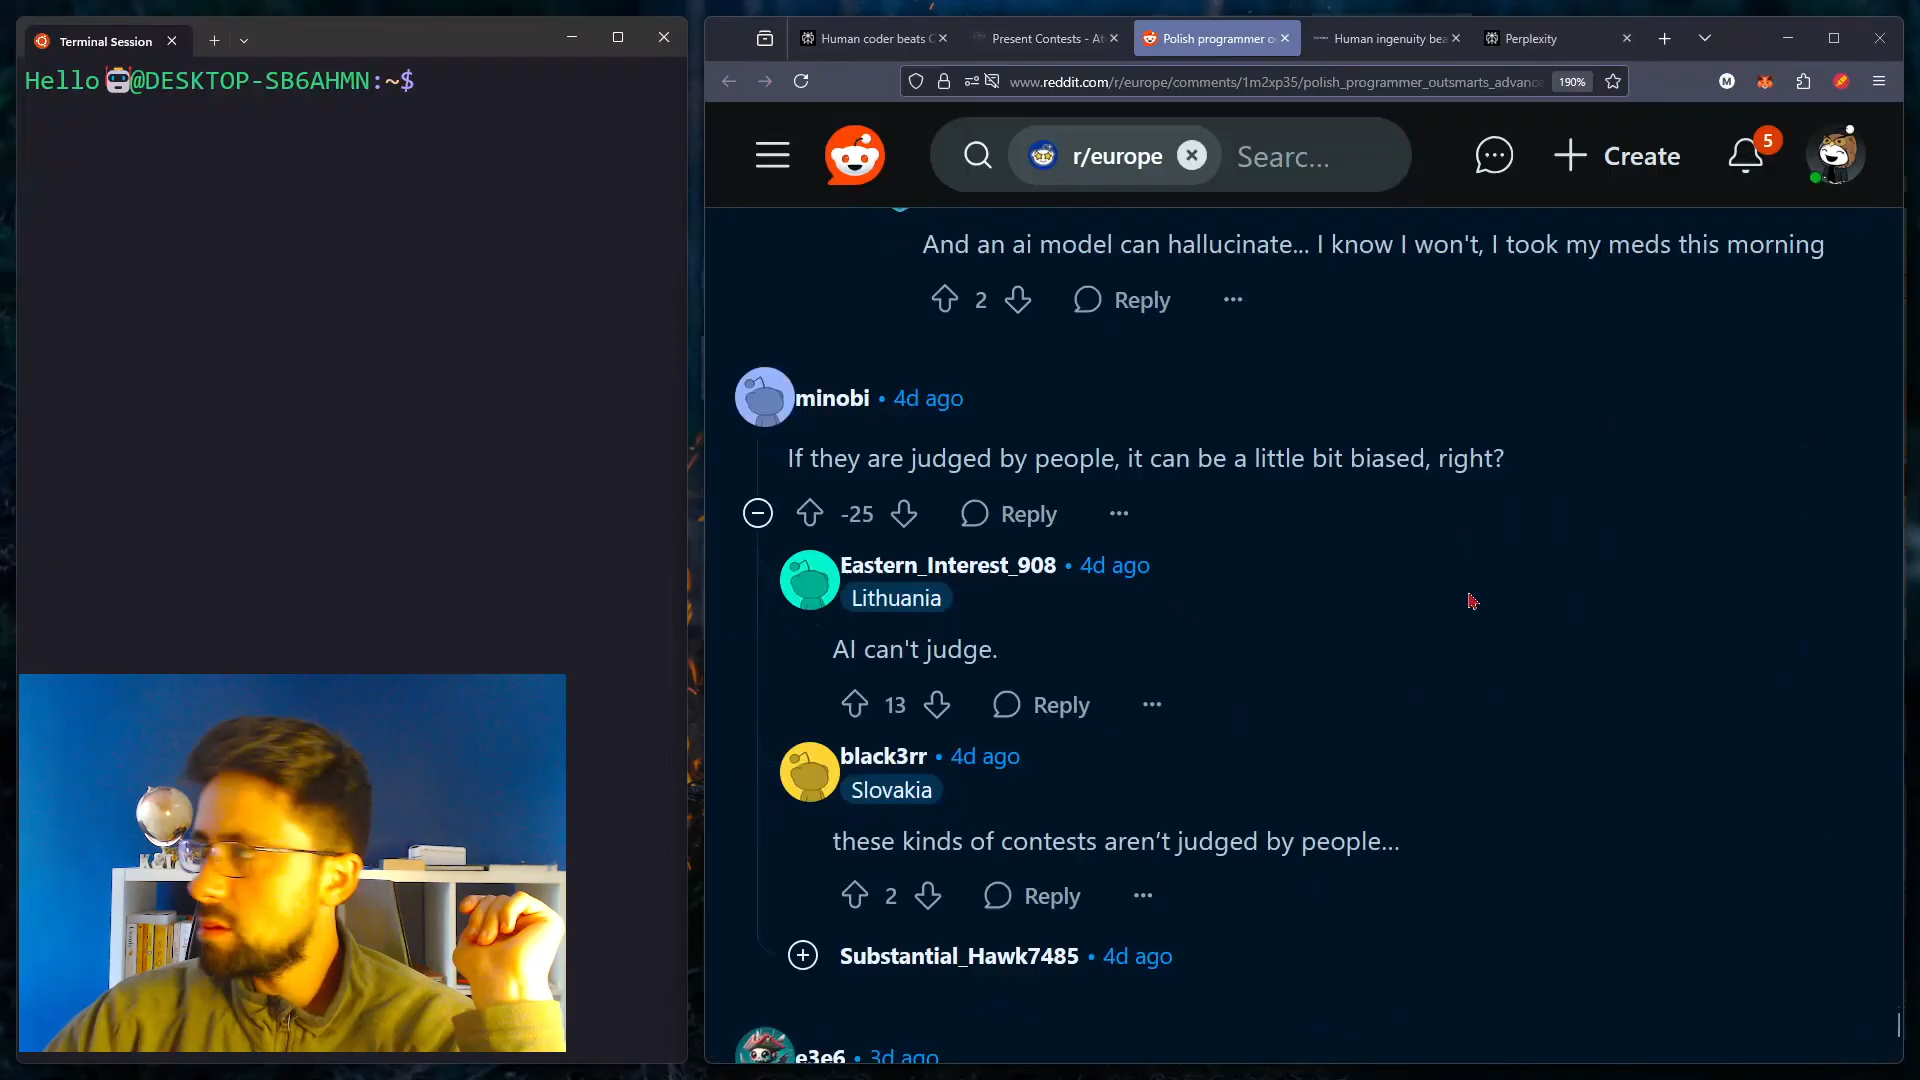 Terminal Session
Hello🤖@DESKTOP-SB6AHMN:~$
Human coder beats C
Present Contests - At
Polish programmer o
Human ingenuity bea
Perplexity
www.reddit.com/r/europe/comments/1m2xp35/polish_programmer_outsmarts_advance
190%
M
r/europe
Searc...
Create
5
And an ai model can hallucinate... I know I won't, I took my meds this morning
2
Reply
minobi • 4d ago
If they are judged by people, it can be a little bit biased, right?
-25
Reply
Eastern_Interest_908 • 4d ago
Lithuania
AI can't judge.
13
Reply
black3rr • 4d ago
Slovakia
these kinds of contests aren’t judged by people...
2
Reply
Substantial_Hawk7485 • 4d ago
e3e6 • 3d ago